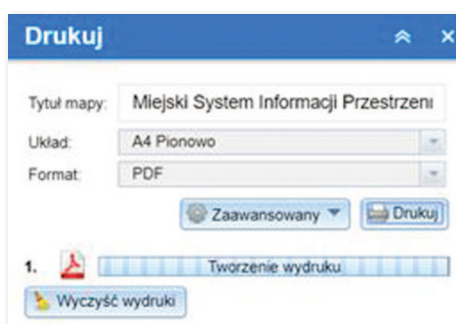 Drukuj
Tytuł mapy: Miejski System Informacji Przestrzeni
Układ: A4 Pionowo
Format: PDF
Zaawansowany Drukuj
1. Tworzenie wydruku
Wyczyść wydruki